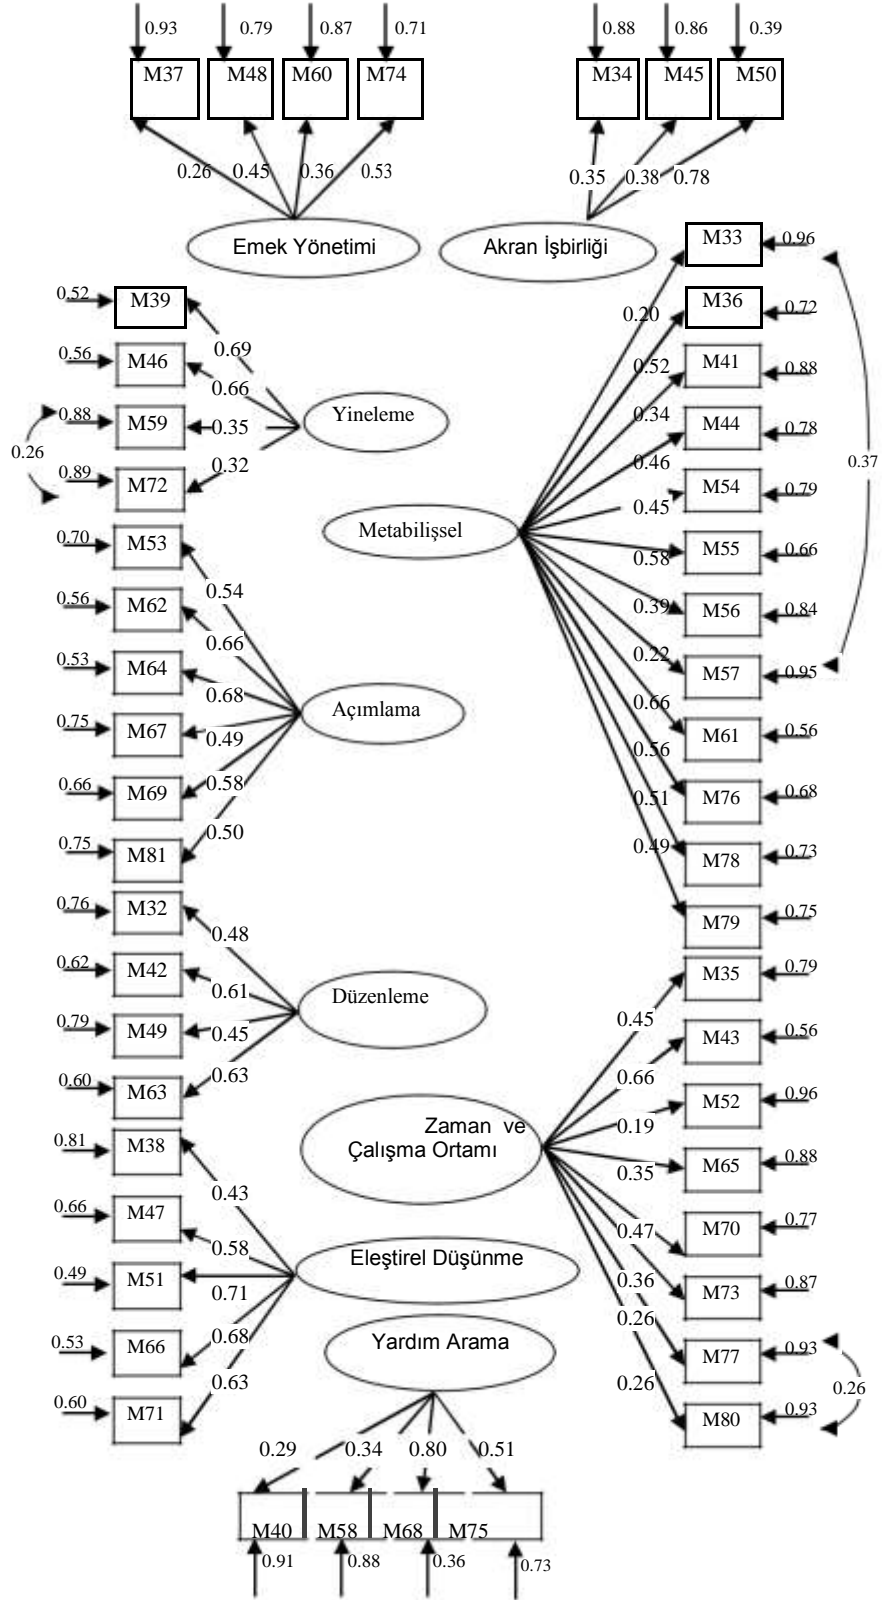 0.93 0.79 0.87 0.71 0.88 0.86 0.39
M37 M48 M60 M74 M34 M45 M50
0.26 0.45 0.36 0.53 0.35 0.38 0.78
Emek Yönetimi Akran İşbirliği
M33 0.96
0.52 M39
0.20 M36 0.72
0.69
0.56 M46
0.52 M41 0.88
0.66
0.88 M59 0.35 Yineleme
0.34 M44 0.78
0.26
0.37
0.89 M72 0.32
0.46 M54 0.79
0.45
0.70 M53
Metabilişsel
0.58 M55 0.66
0.54
0.56 M62
0.39 M56 0.84
0.66
0.53 M64
0.22 M57 0.95
0.68
0.75 M67 0.49 Açımlama
0.66 M61 0.56
0.56
0.66 M69 0.58
0.51 M76 0.68
0.50
0.75 M81
0.49 M78 0.73
0.76 M32
M79 0.75
0.48
0.62 M42
M35 0.79
0.61
Düzenleme
0.79 M49 0.45
0.45 M43 0.56
0.60 M63 0.63
0.66 M52 0.96
0.19
0.81 M38
Zaman ve
Çalışma Ortamı
0.35 M65 0.88
0.43
0.66 M47
0.47 M70 0.77
0.58
0.49 M51
Eleştirel Düşünme
0.36 M73 0.87
0.71
0.26
0.53 M66 0.68
Yardım Arama
M77 0.93
0.63
0.26
0.26
0.60 M71
M80 0.93
0.29 0.34 0.80 0.51
M40 M58 M68 M75
0.91 0.88 0.36 0.73